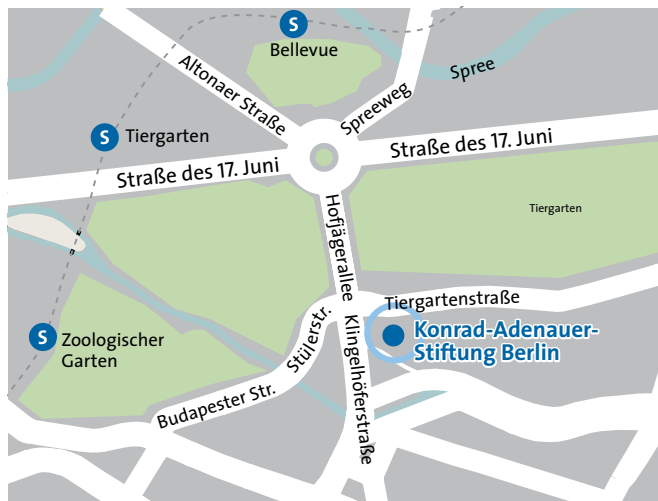 S
Bellevue
Altonaer Straße
Spreeweg
Spree
S
Tiergarten
Straße des 17. Juni
Straße des 17. Juni
Tiergarten
Hofjägerallee
Tiergartenstraße
S
Zoologischer
Garten
Stülerstr.
Klingelhöferstraße
Konrad-Adenauer-
Stiftung Berlin
Budapester Str.